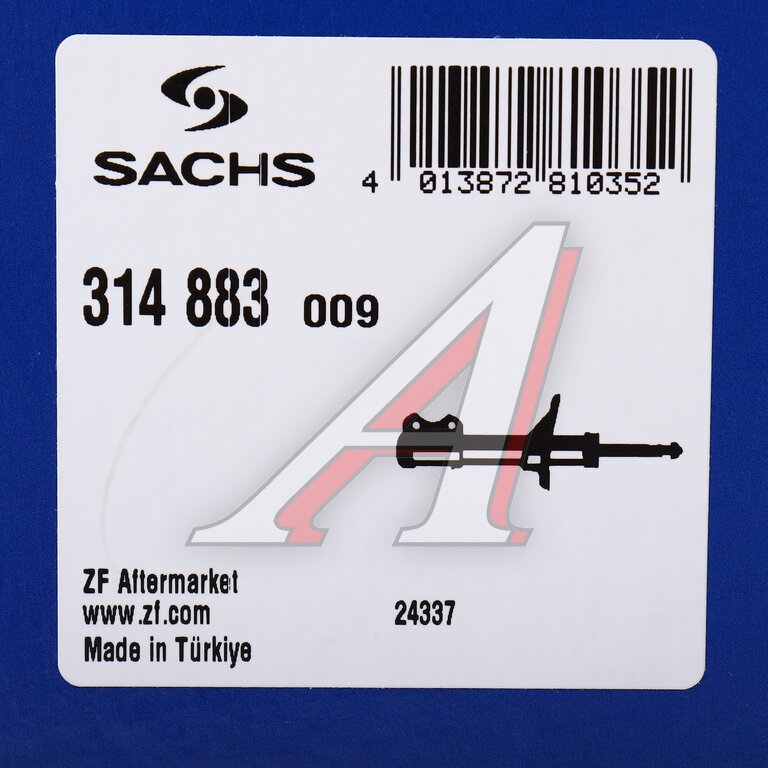 SACHS
4 013872 810352
314 883 009
A
ZF Aftermarket
www.zf.com
24337
Made in Türkiye